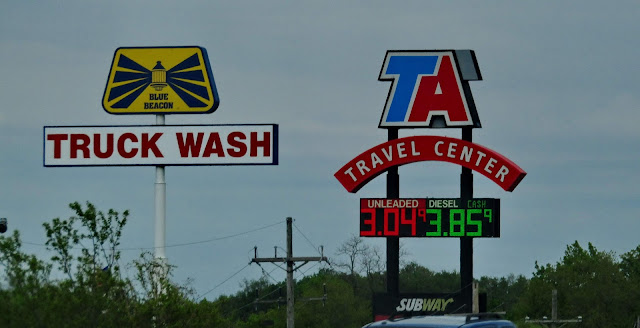 BLUE
BEACON
TRUCK WASH
TA
TRAVEL CENTER
UNLEADED DIESEL CASH
3.04⁹ 3.85⁹
SUBWAY